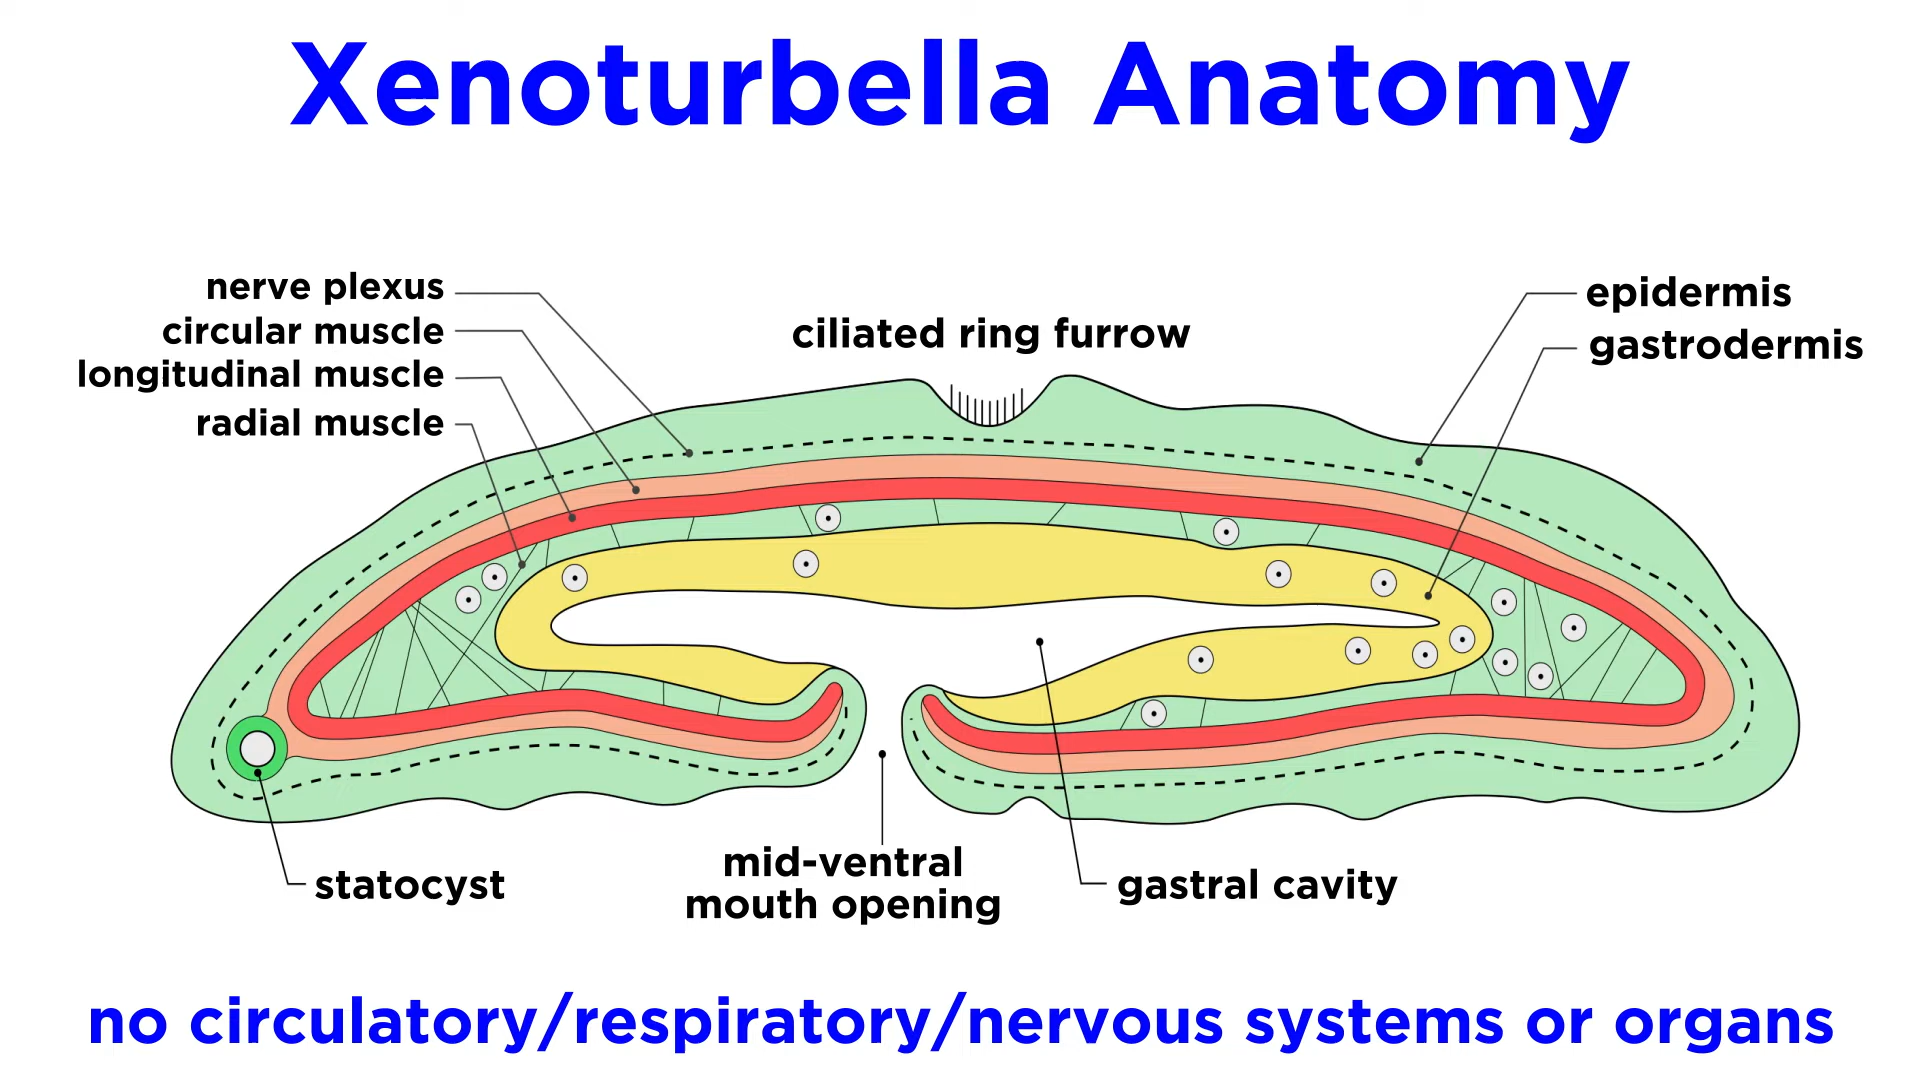 Xenoturbella Anatomy
nerve plexus
circular muscle
longitudinal muscle
radial muscle
ciliated ring furrow
epidermis
gastrodermis
statocyst
mid-ventral
mouth opening
gastral cavity
no circulatory/respiratory/nervous systems or organs